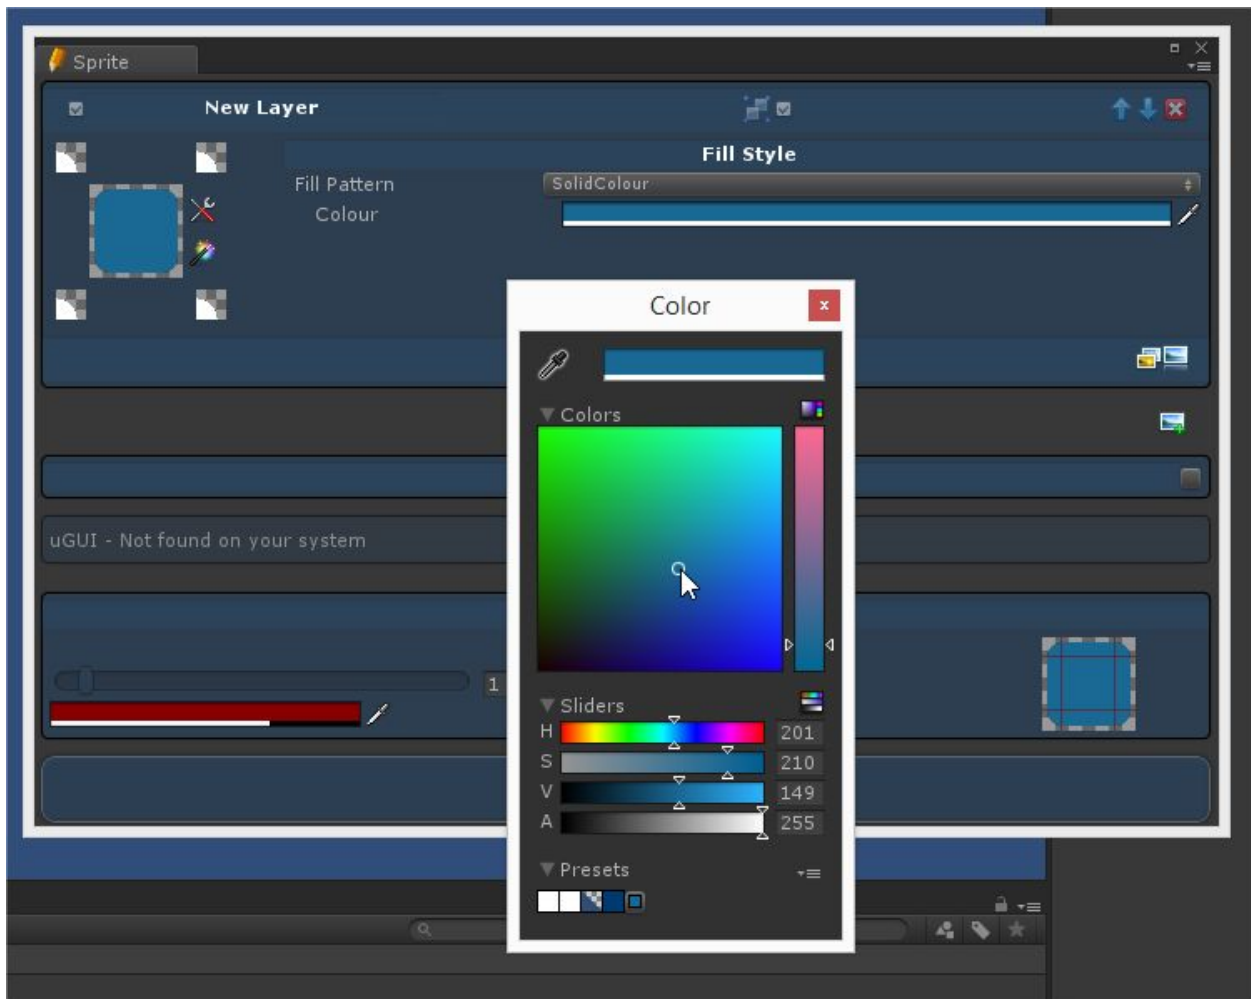 Sprite
New Layer
Fill Style
Fill Pattern
SolidColour
Colour
Color
x
Colors
uGUI - Not found on your system
1
Sliders
H 201
S 210
V 149
A 255
Presets